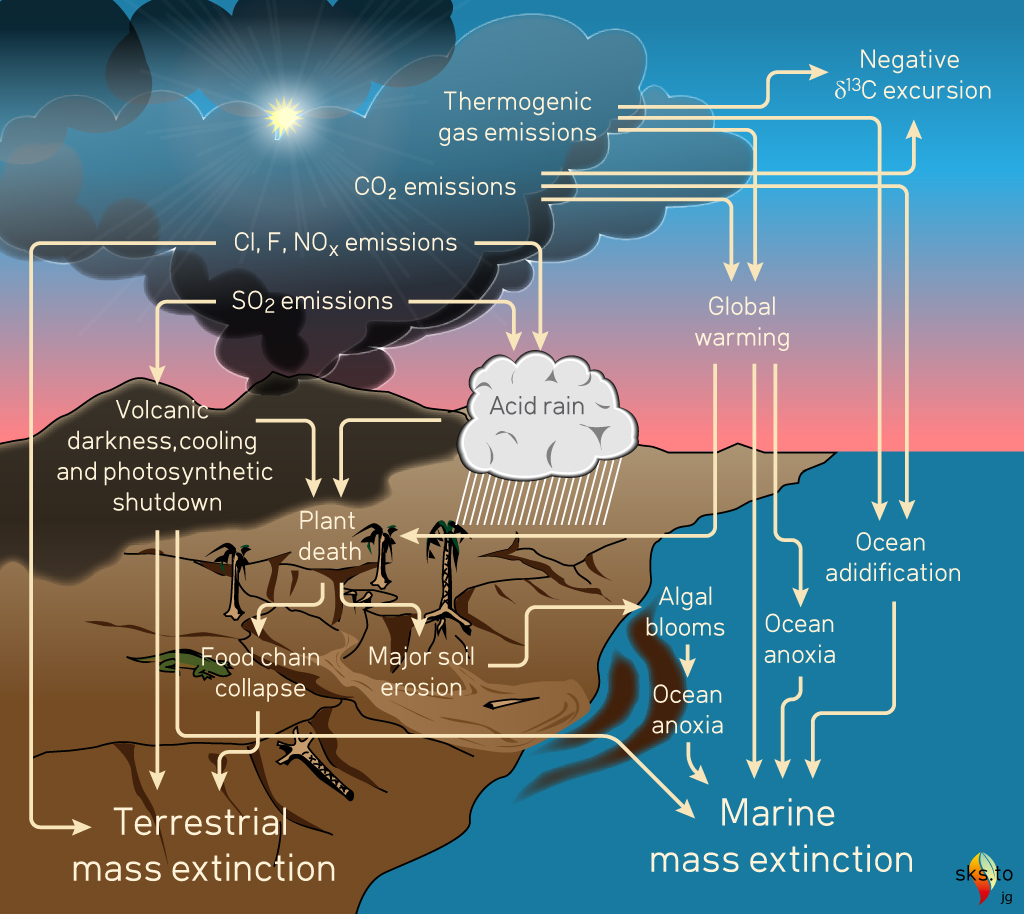 Negative
δ¹³C excursion
Thermogenic
gas emissions
CO₂ emissions
Cl, F, NOₓ emissions
SO₂ emissions
Global
warming
Acid rain
Volcanic
darkness,cooling
and photosynthetic
shutdown
Plant
death
Ocean
adidification
Algal
blooms
Ocean
anoxia
Food chain
collapse
Major soil
erosion
Ocean
anoxia
Terrestrial
mass extinction
Marine
mass extinction
sks.to
jg